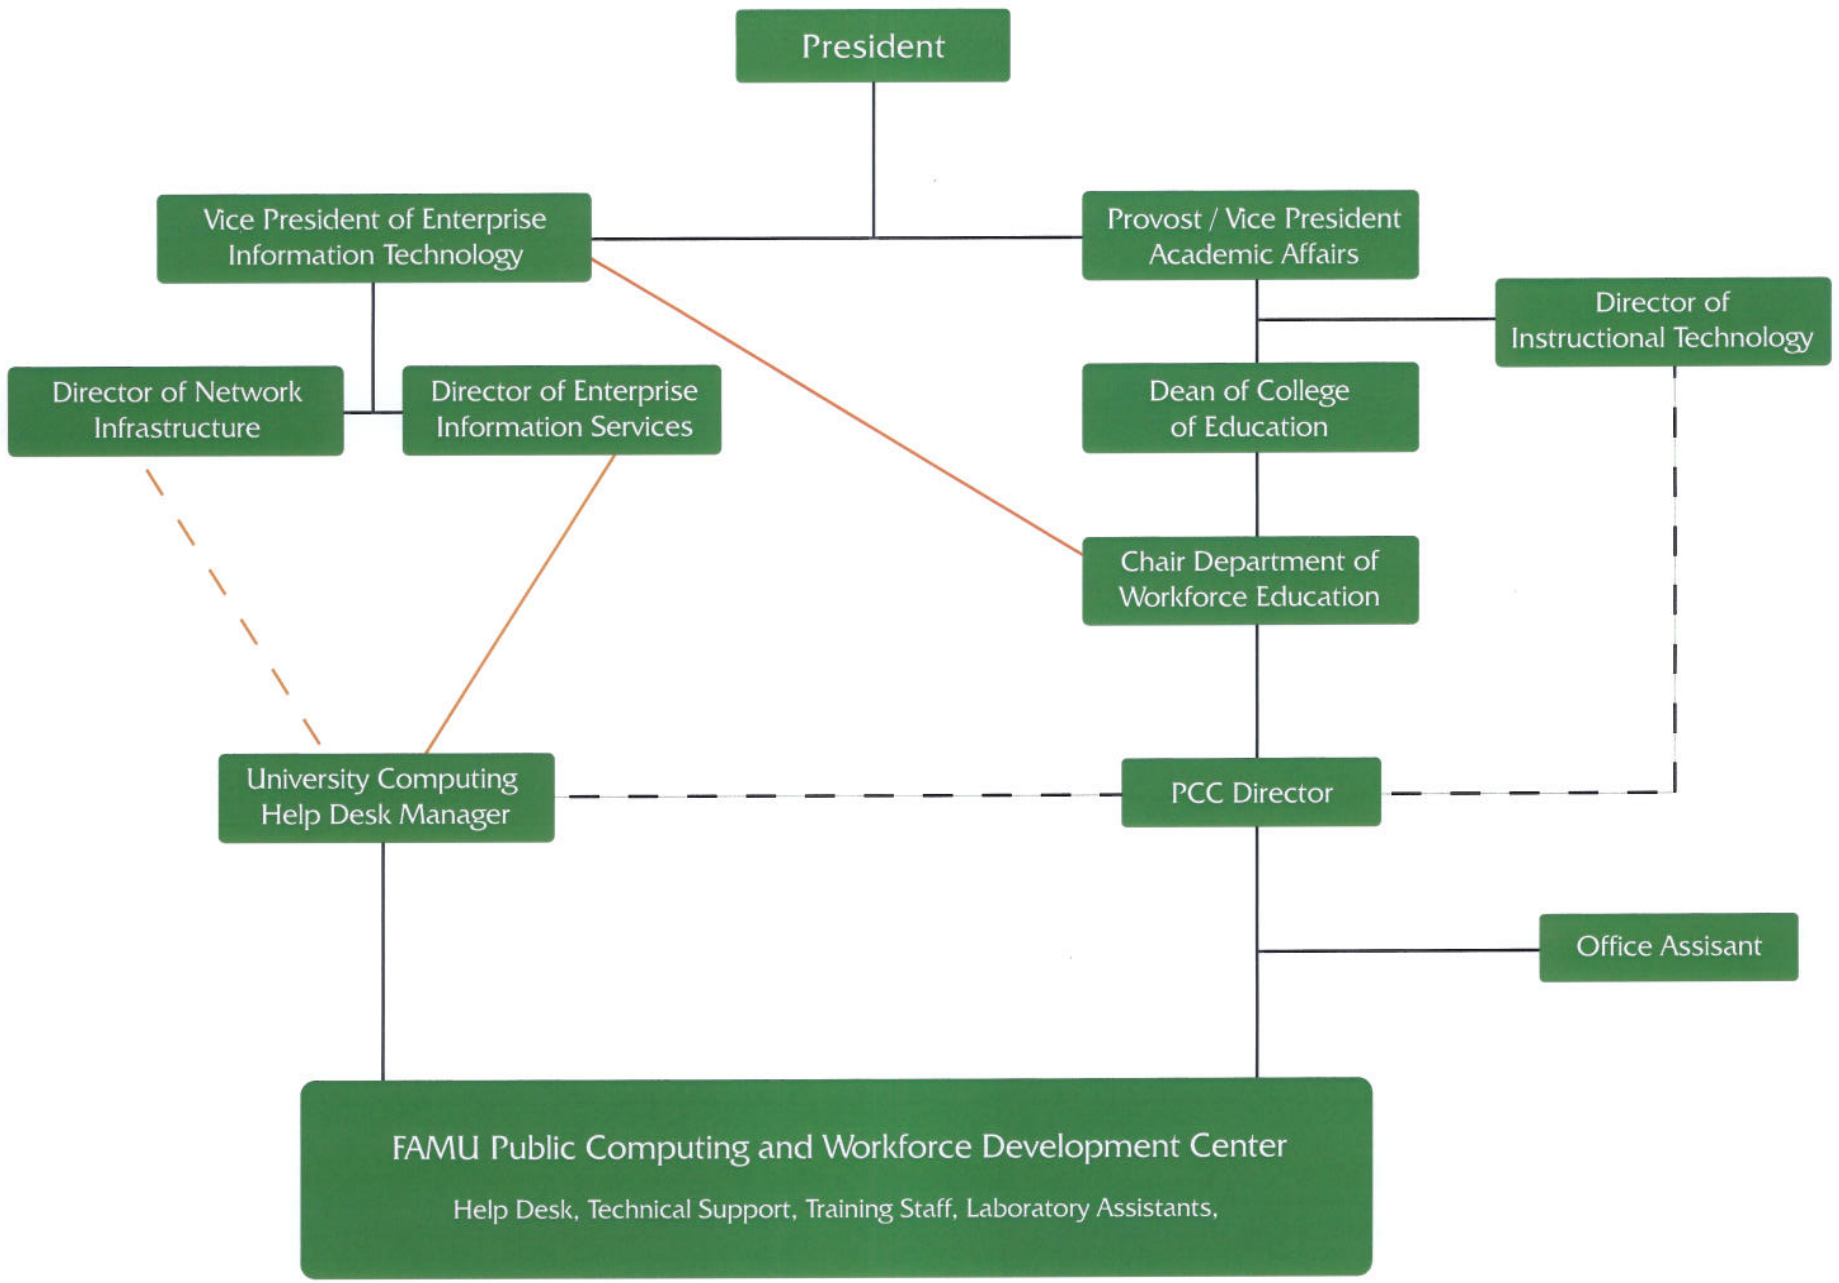 President
Vice President of Enterprise
Information Technology
Provost / Vice President
Academic Affairs
Director of
Instructional Technology
Director of Network
Infrastructure
Director of Enterprise
Information Services
Dean of College
of Education
Chair Department of
Workforce Education
University Computing
Help Desk Manager
PCC Director
Office Assisant
FAMU Public Computing and Workforce Development Center
Help Desk, Technical Support, Training Staff, Laboratory Assistants,